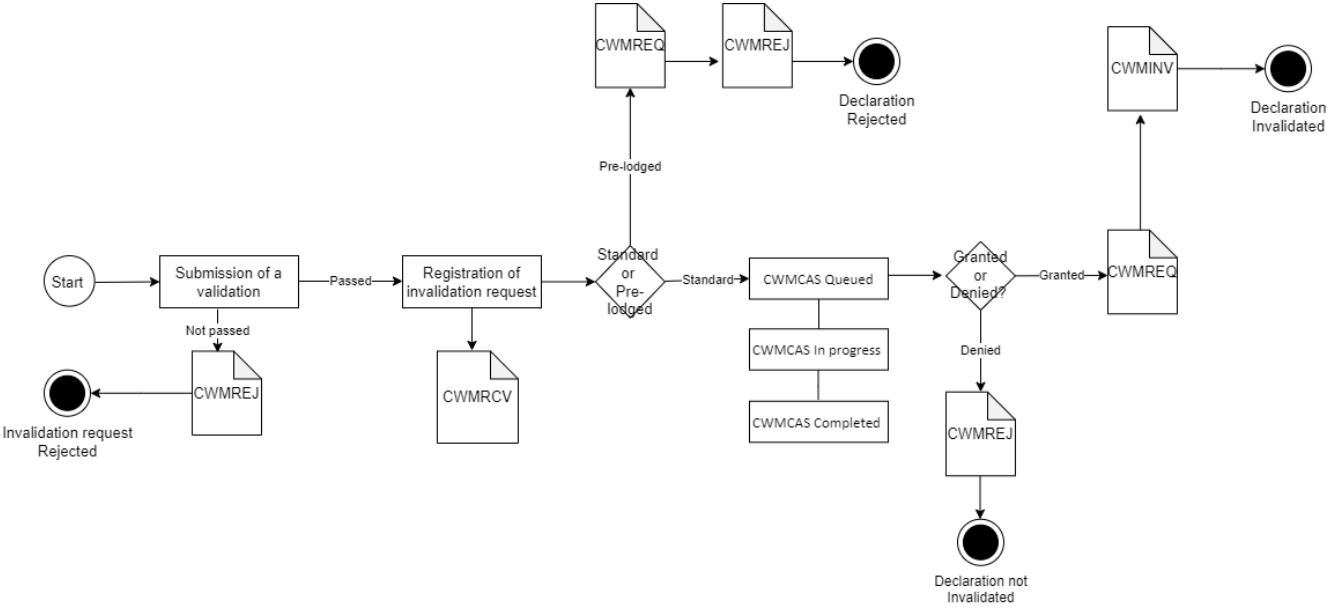 CWMREQ
CWMREJ
Declaration
Rejected
CWMINV
Declaration
Invalidated
Pre-lodged
Start
Submission of a
validation
Passed
Registration of
invalidation request
Standard
or
Pre-
lodged
Standard
CWMCAS Queued
Granted
or
Denied?
Granted
CWMREQ
Not passed
CWMREJ
Invalidation request
Rejected
CWMRCV
CWMCAS In progress
CWMCAS Completed
Denied
CWMREJ
Declaration not
Invalidated